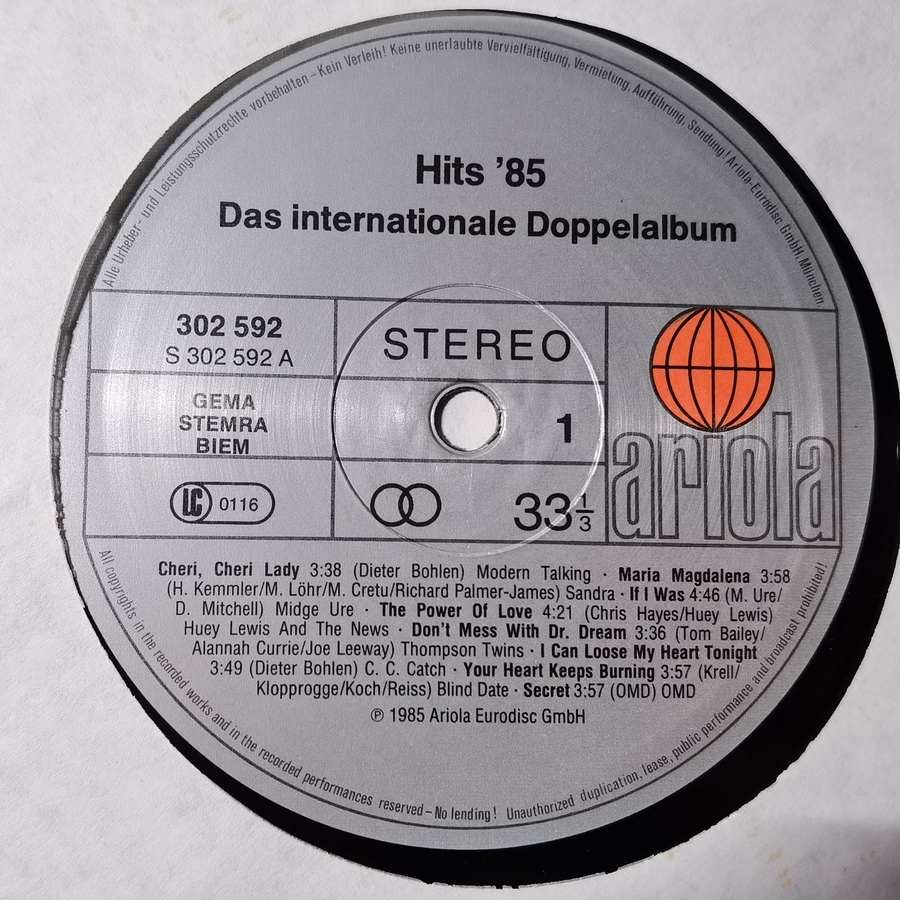 Alle Urheber- und Leistungsschutzrechte vorbehalten – Kein Verleih! Keine unerlaubte Vervielfältigung, Vermietung, Aufführung, Sendung! Ariola-Eurodisc GmbH München
Hits ’85
Das internationale Doppelalbum
302 592
S 302 592 A
STEREO
GEMA
STEMRA
BIEM
1
LC 0116
33 1/3
ariola
Cheri, Cheri Lady 3:38 (Dieter Bohlen) Modern Talking · Maria Magdalena 3:58
(H. Kemmler/M. Löhr/M. Cretu/Richard Palmer-James) Sandra · If I Was 4:46 (M. Ure/
D. Mitchell) Midge Ure · The Power Of Love 4:21 (Chris Hayes/Huey Lewis)
Huey Lewis And The News · Don’t Mess With Dr. Dream 3:36 (Tom Bailey/
Alannah Currie/Joe Leeway) Thompson Twins · I Can Loose My Heart Tonight
3:49 (Dieter Bohlen) C. C. Catch · Your Heart Keeps Burning 3:57 (Krell/
Klopprogge/Koch/Reiss) Blind Date · Secret 3:57 (OMD) OMD
℗ 1985 Ariola Eurodisc GmbH
All copyrights in the recorded works and in the recorded performances reserved – No lending! Unauthorized duplication, lease, public performance and broadcast prohibited!